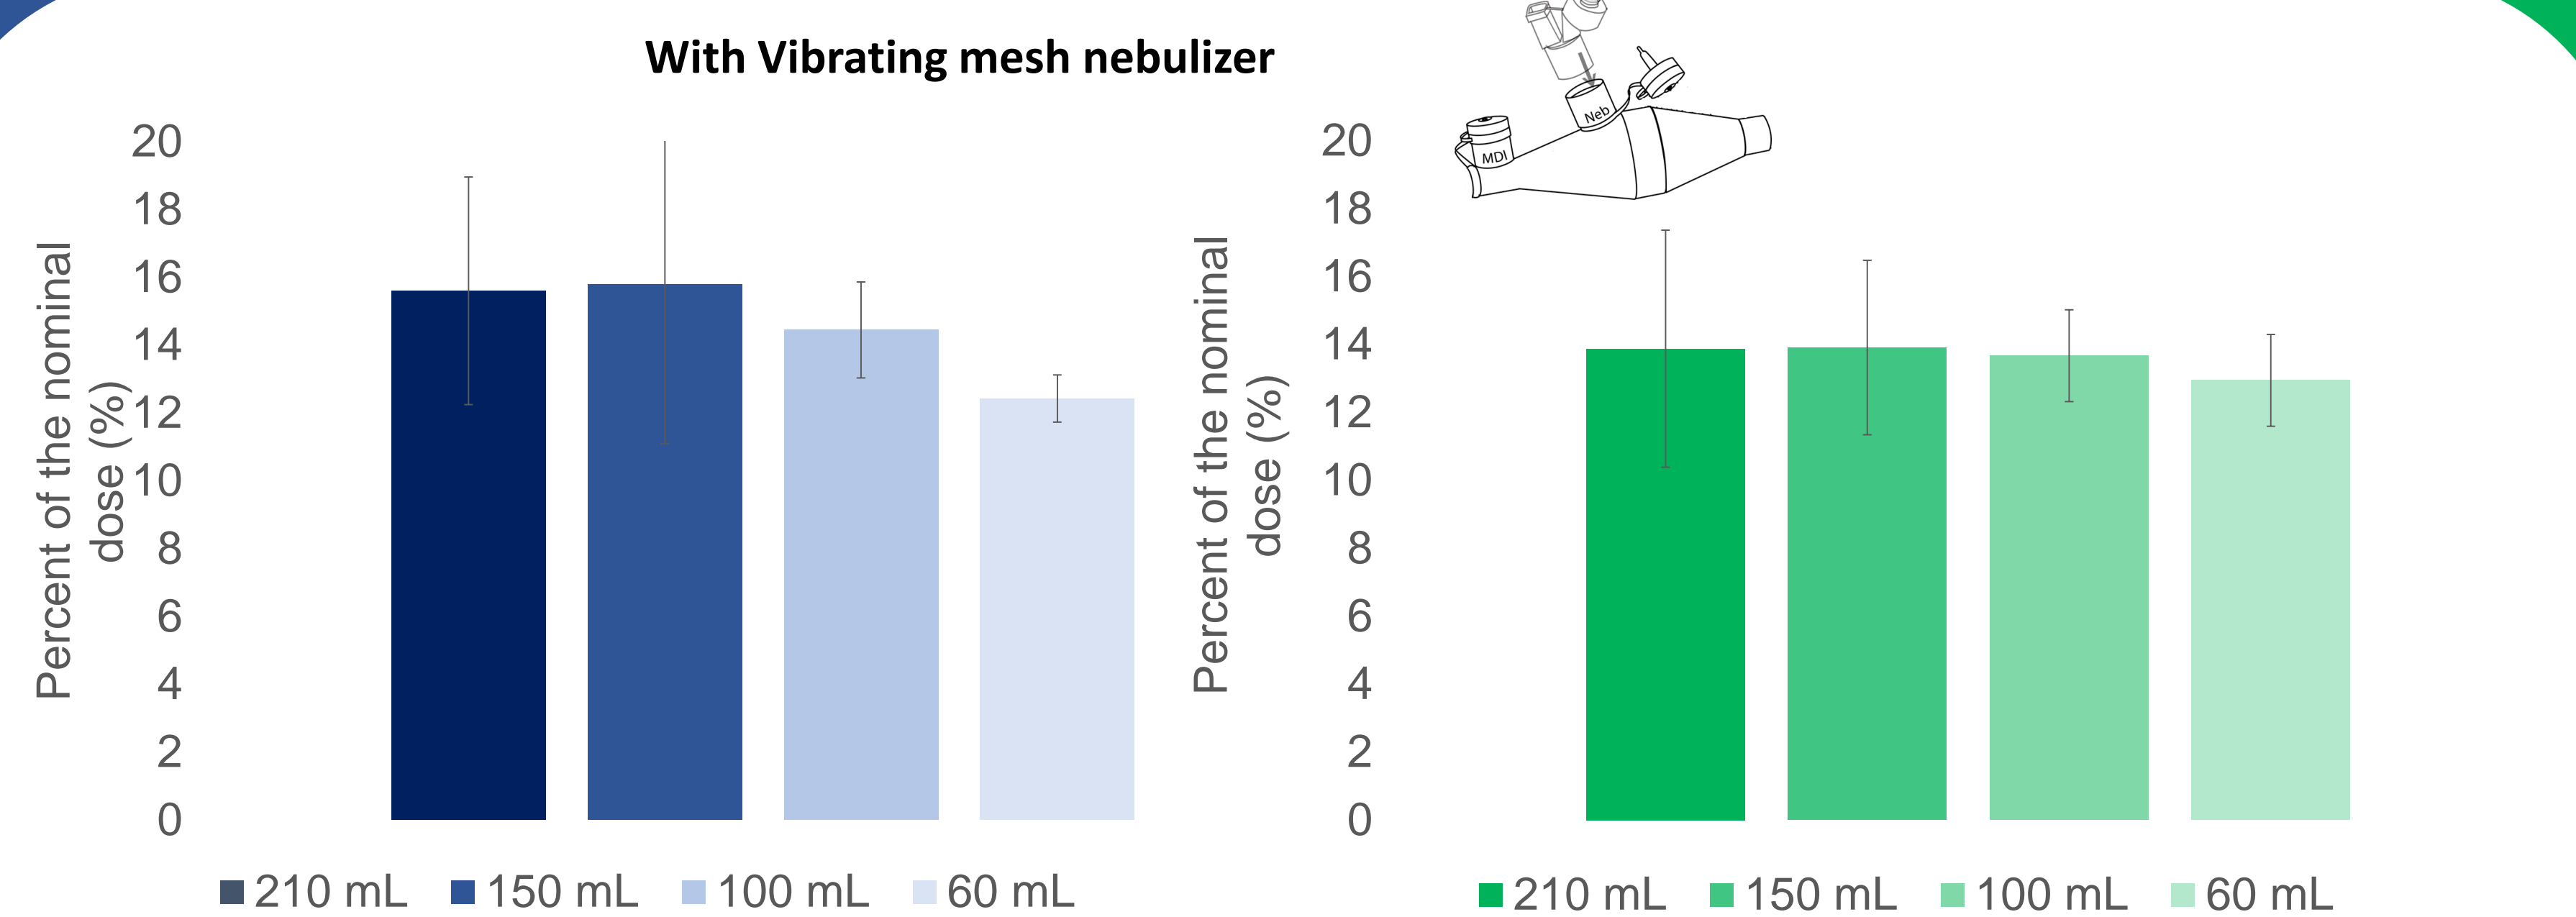 With Vibrating mesh nebulizer
Neb
MDI
Percent of the nominal
dose (%)
20
18
16
14
12
10
8
6
4
2
0
210 mL
150 mL
100 mL
60 mL
Percent of the nominal
dose (%)
20
18
16
14
12
10
8
6
4
2
0
210 mL
150 mL
100 mL
60 mL